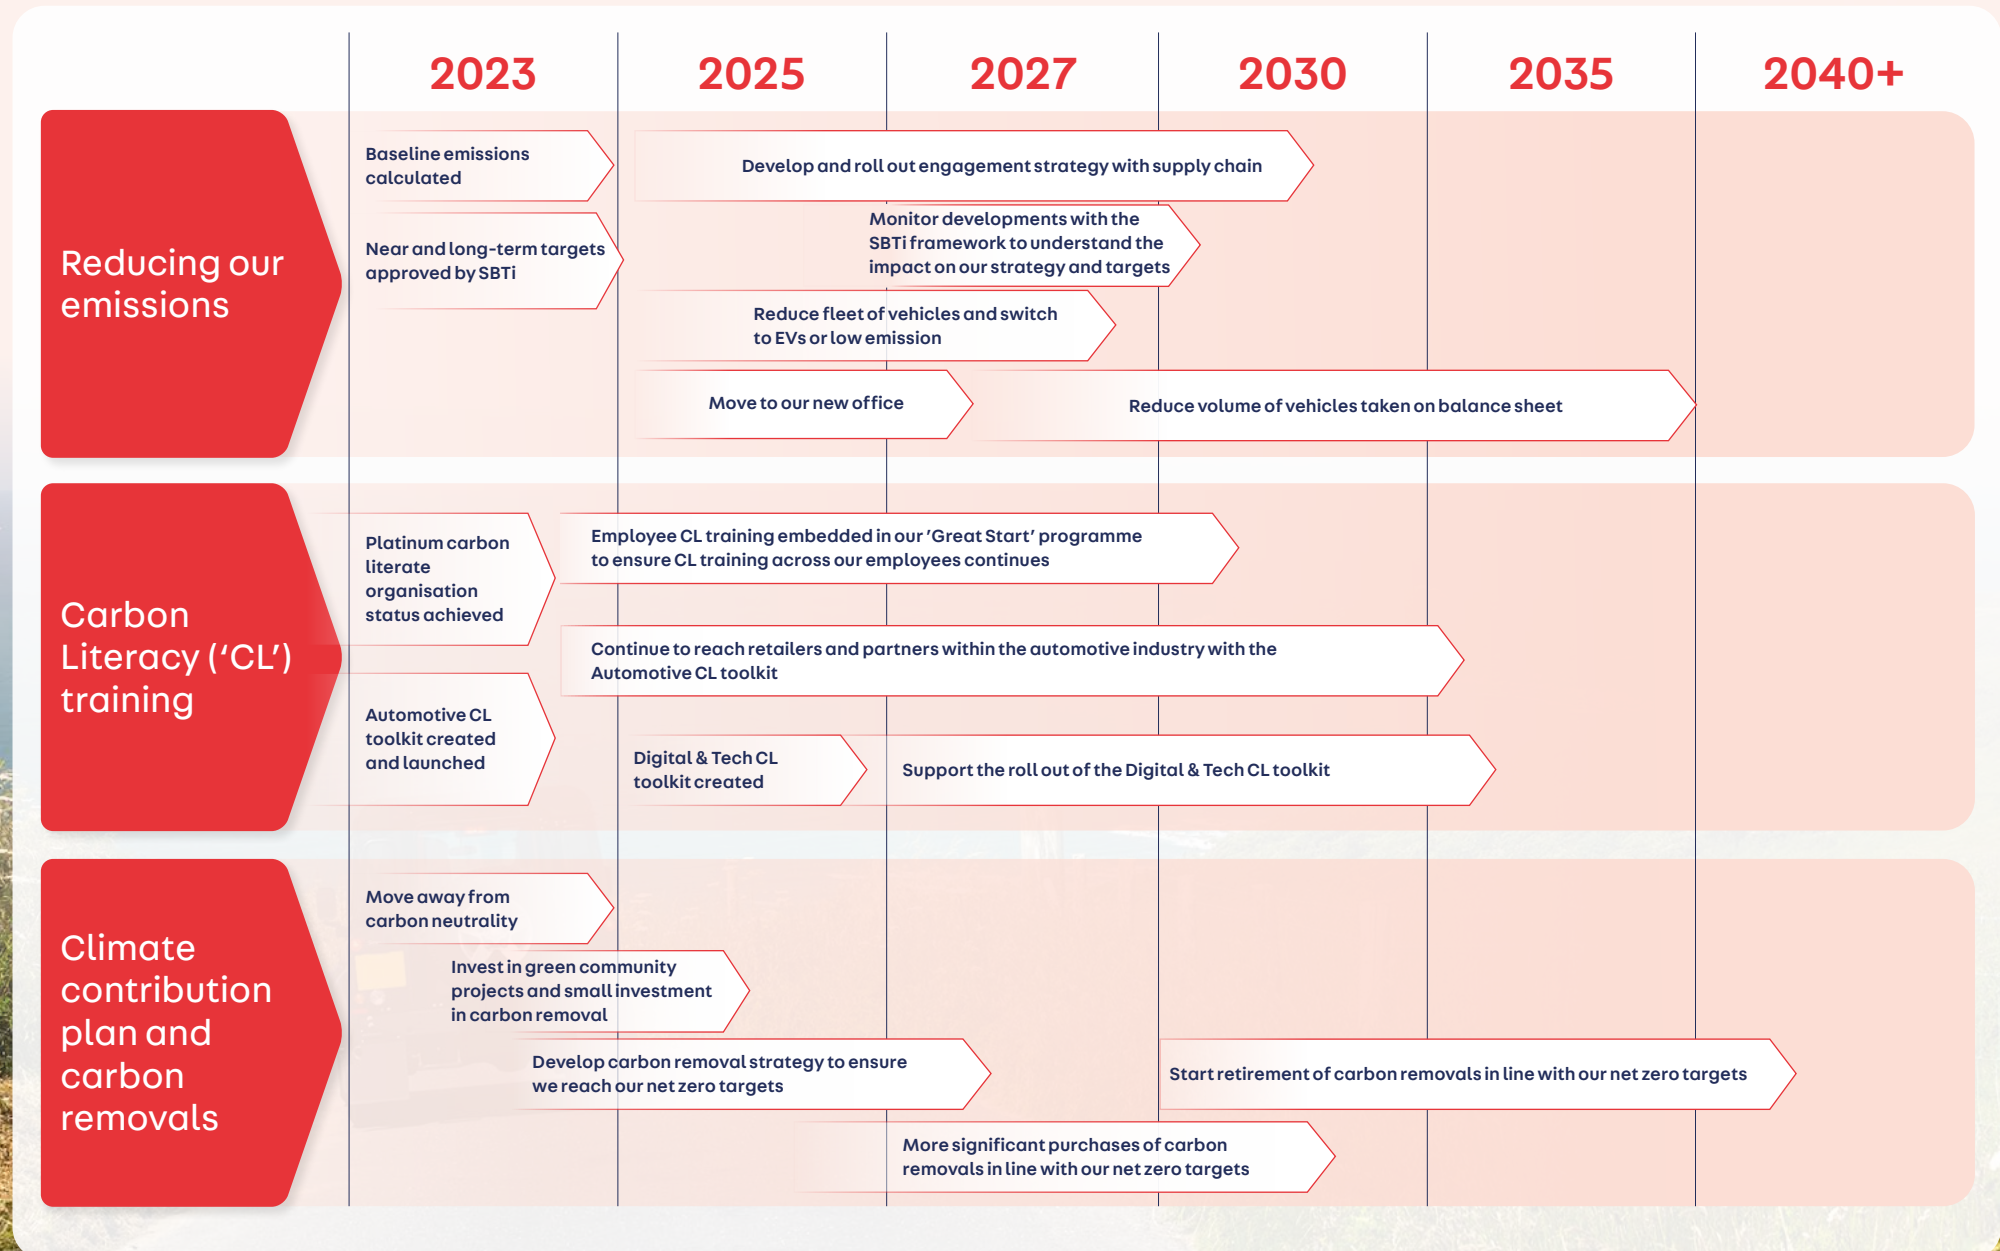 2023
2025
2027
2030
2035
2040+
Reducing our
emissions
Baseline emissions
calculated
Develop and roll out engagement strategy with supply chain
Near and long-term targets
approved by SBTi
Monitor developments with the
SBTi framework to understand the
impact on our strategy and targets
Reduce fleet of vehicles and switch
to EVs or low emission
Move to our new office
Reduce volume of vehicles taken on balance sheet
Carbon
Literacy (‘CL’)
training
Platinum carbon
literate
organisation
status achieved
Employee CL training embedded in our ’Great Start’ programme
to ensure CL training across our employees continues
Continue to reach retailers and partners within the automotive industry with the
Automotive CL toolkit
Automotive CL
toolkit created
and launched
Digital & Tech CL
toolkit created
Support the roll out of the Digital & Tech CL toolkit
Climate
contribution
plan and
carbon
removals
Move away from
carbon neutrality
Invest in green community
projects and small investment
in carbon removal
Develop carbon removal strategy to ensure
we reach our net zero targets
Start retirement of carbon removals in line with our net zero targets
More significant purchases of carbon
removals in line with our net zero targets